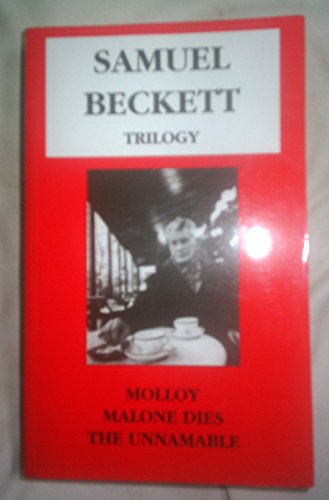 SAMUEL
BECKETT
TRILOGY
MOLLOY
MALONE DIES
THE UNNAMABLE